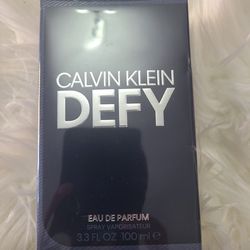 CALVIN KLEIN
DEFY
EAU DE PARFUM
SPRAY VAPORISATEUR
3.3 FL OZ 100 ml ℮